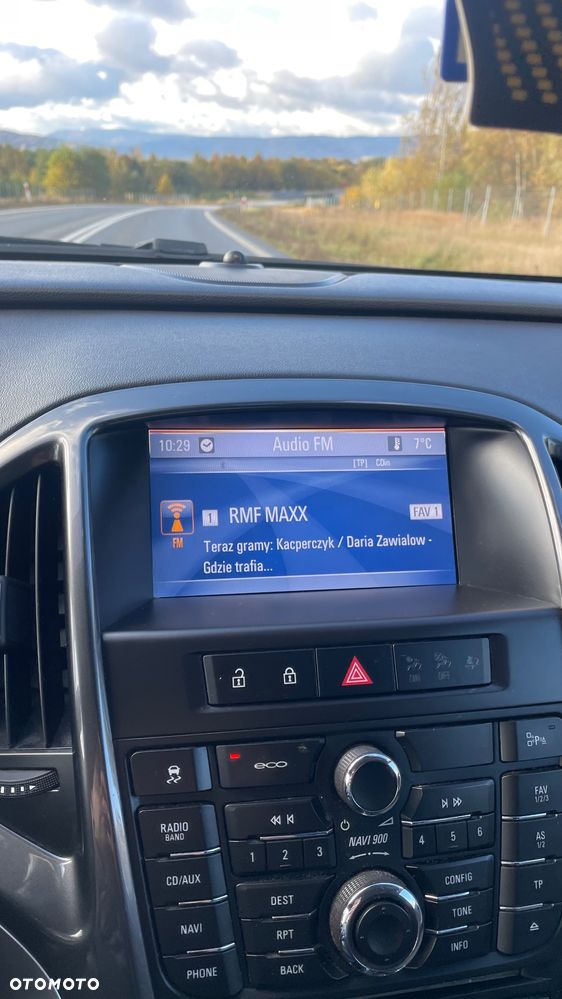 10:29 Audio FM 7°C
[TP] CDin
1 RMF MAXX FAV 1
FM
Teraz gramy: Kacperczyk / Daria Zawialow -
Gdzie trafia...
eco
RADIO
BAND
CD/AUX
NAVI
PHONE
1 2 3
DEST
RPT
BACK
NAVI 900
4 5 6
CONFIG
TONE
INFO
P
FAV
1/2/3
AS
1/2
TP
OTOMOTO